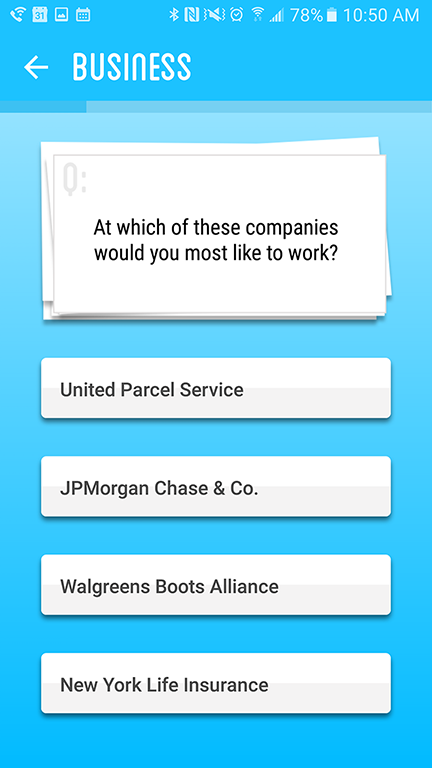 31 78% 10:50 AM
BUSINESS
Q:
At which of these companies
would you most like to work?
United Parcel Service
JPMorgan Chase & Co.
Walgreens Boots Alliance
New York Life Insurance